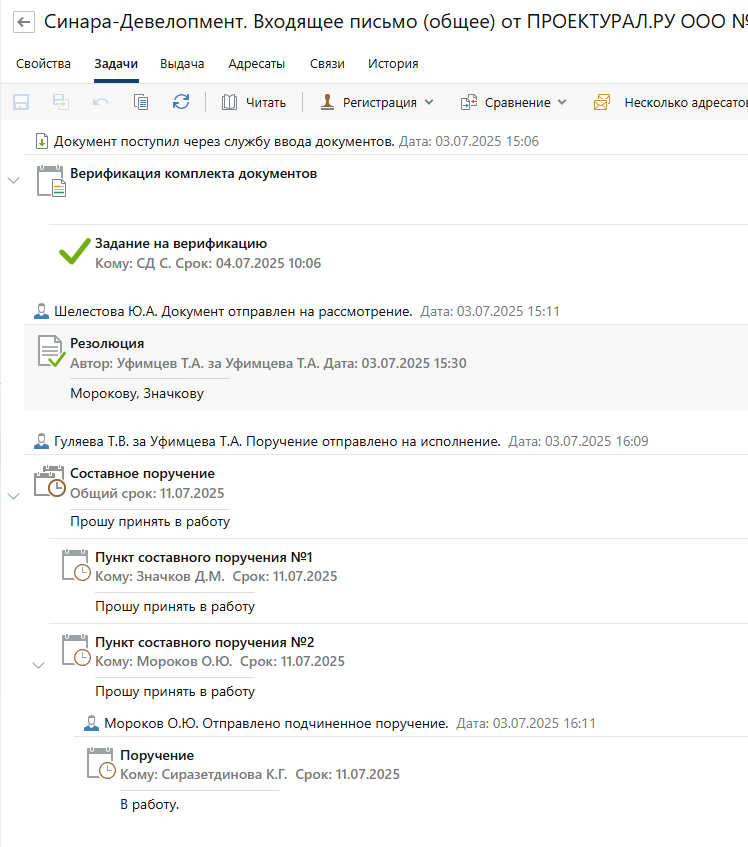 Синара-Девелопмент. Входящее письмо (общее) от ПРОЕКТУРАЛ.РУ ООО №
Свойства Задачи Выдача Адресаты Связи История
Читать Регистрация Сравнение Несколько адресатов
Документ поступил через службу ввода документов. Дата: 03.07.2025 15:06
Верификация комплекта документов
Задание на верификацию
Кому: СД С. Срок: 04.07.2025 10:06
Шелестова Ю.А. Документ отправлен на рассмотрение. Дата: 03.07.2025 15:11
Резолюция
Автор: Уфимцев Т.А. за Уфимцева Т.А. Дата: 03.07.2025 15:30
Морокову, Значкову
Гуляева Т.В. за Уфимцева Т.А. Поручение отправлено на исполнение. Дата: 03.07.2025 16:09
Составное поручение
Общий срок: 11.07.2025
Прошу принять в работу
Пункт составного поручения №1
Кому: Значков Д.М. Срок: 11.07.2025
Прошу принять в работу
Пункт составного поручения №2
Кому: Мороков О.Ю. Срок: 11.07.2025
Прошу принять в работу
Мороков О.Ю. Отправлено подчиненное поручение. Дата: 03.07.2025 16:11
Поручение
Кому: Сиразетдинова К.Г. Срок: 11.07.2025
В работу.